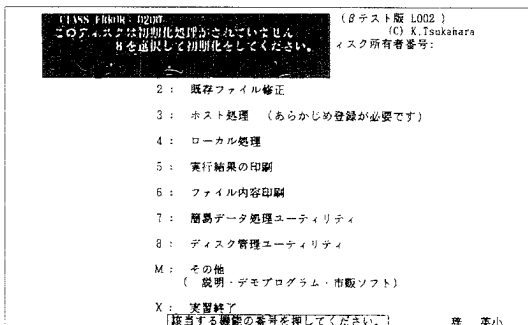 CLASS ERROR: 0208T
このディスクは初期化処理がされていません
8を選択して初期化をしてください。
(βテスト版 L002 )
(C) K.Tsukahara
ィスク所有者番号:
2: 既存ファイル修正
3: ホスト処理 (あらかじめ登録が必要です)
4: ローカル処理
5: 実行結果の印刷
6: ファイル内容印刷
7: 簡易データ処理ユーティリティ
8: ディスク管理ユーティリティ
M: その他
( 説明・デモプログラム・市販ソフト)
X: 実習終了
該当する機能の番号を押してください。
英小